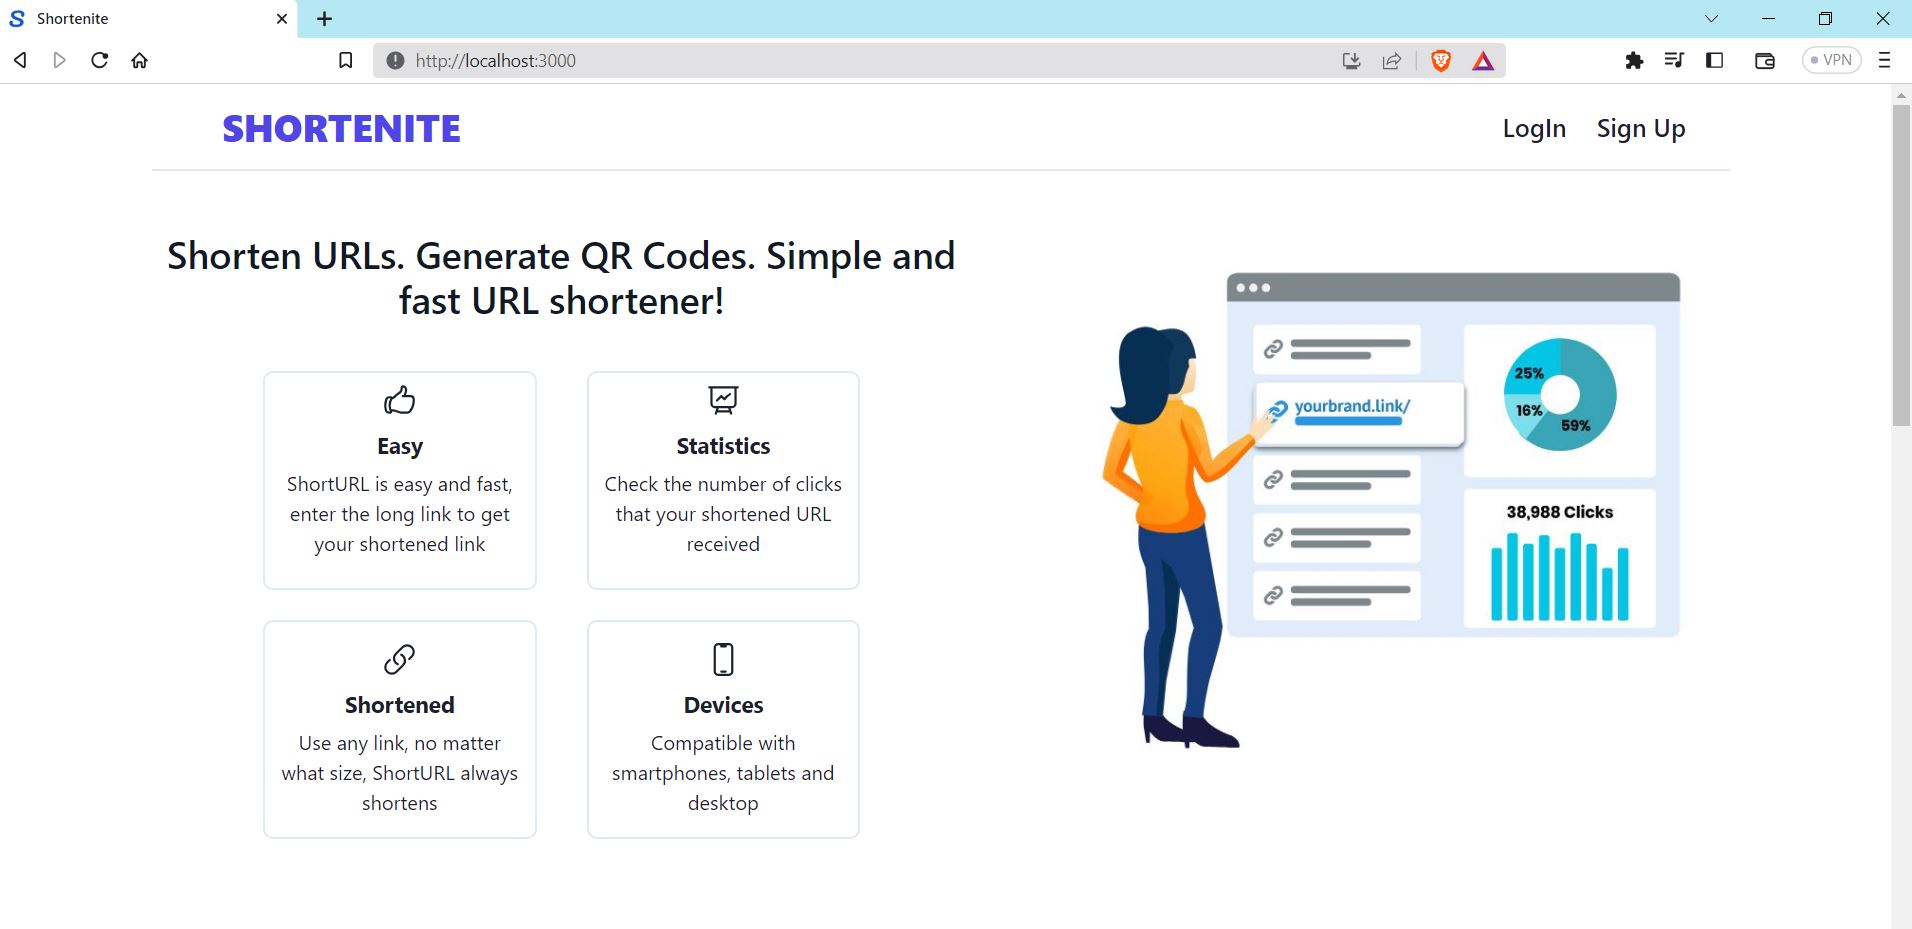 Shortenite
http://localhost:3000
VPN
SHORTENITE
LogIn
Sign Up
Shorten URLs. Generate QR Codes. Simple and
fast URL shortener!
Easy
ShortURL is easy and fast,
enter the long link to get
your shortened link
Statistics
Check the number of clicks
that your shortened URL
received
Shortened
Use any link, no matter
what size, ShortURL always
shortens
Devices
Compatible with
smartphones, tablets and
desktop
yourbrand.link/
25%
16%
59%
38,988 Clicks